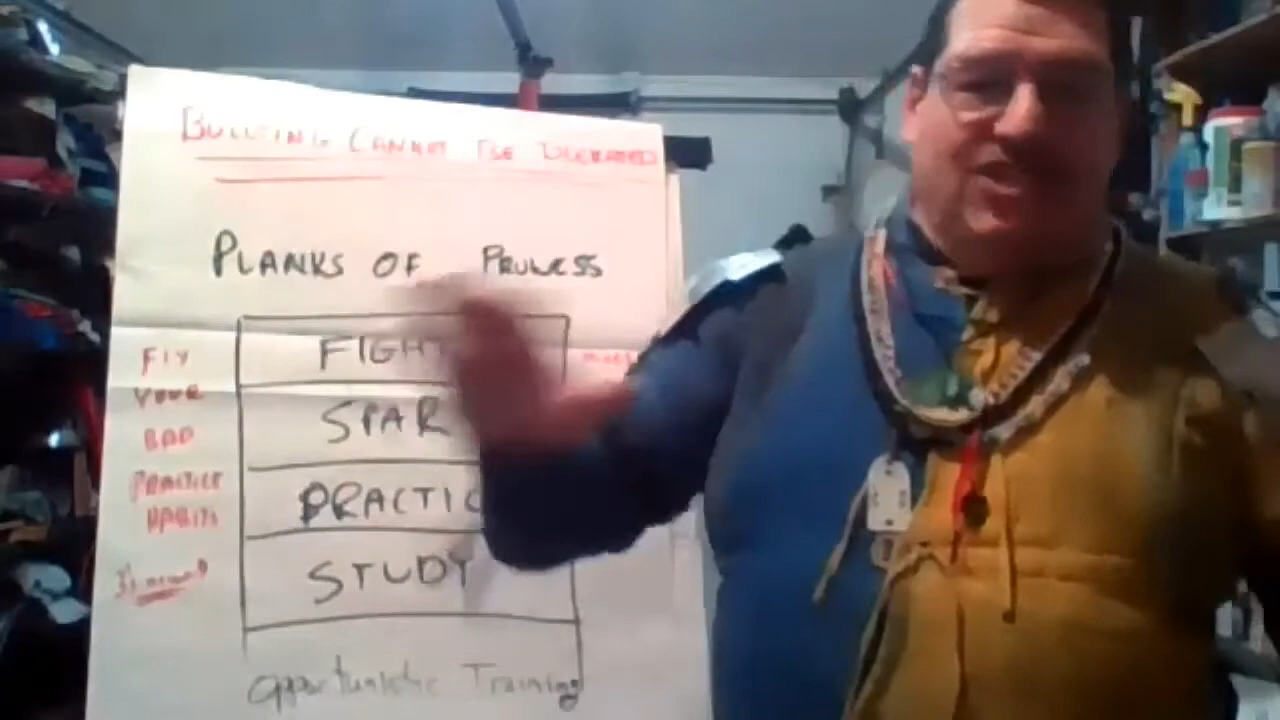 BULLYING CANNOT BE TOLERATED
PLANKS OF PROWESS
FIGHT
SPAR
PRACTIC
STUDY
Opportunistic Training
FIX
YOUR
BAD
PRACTICE
HABITS